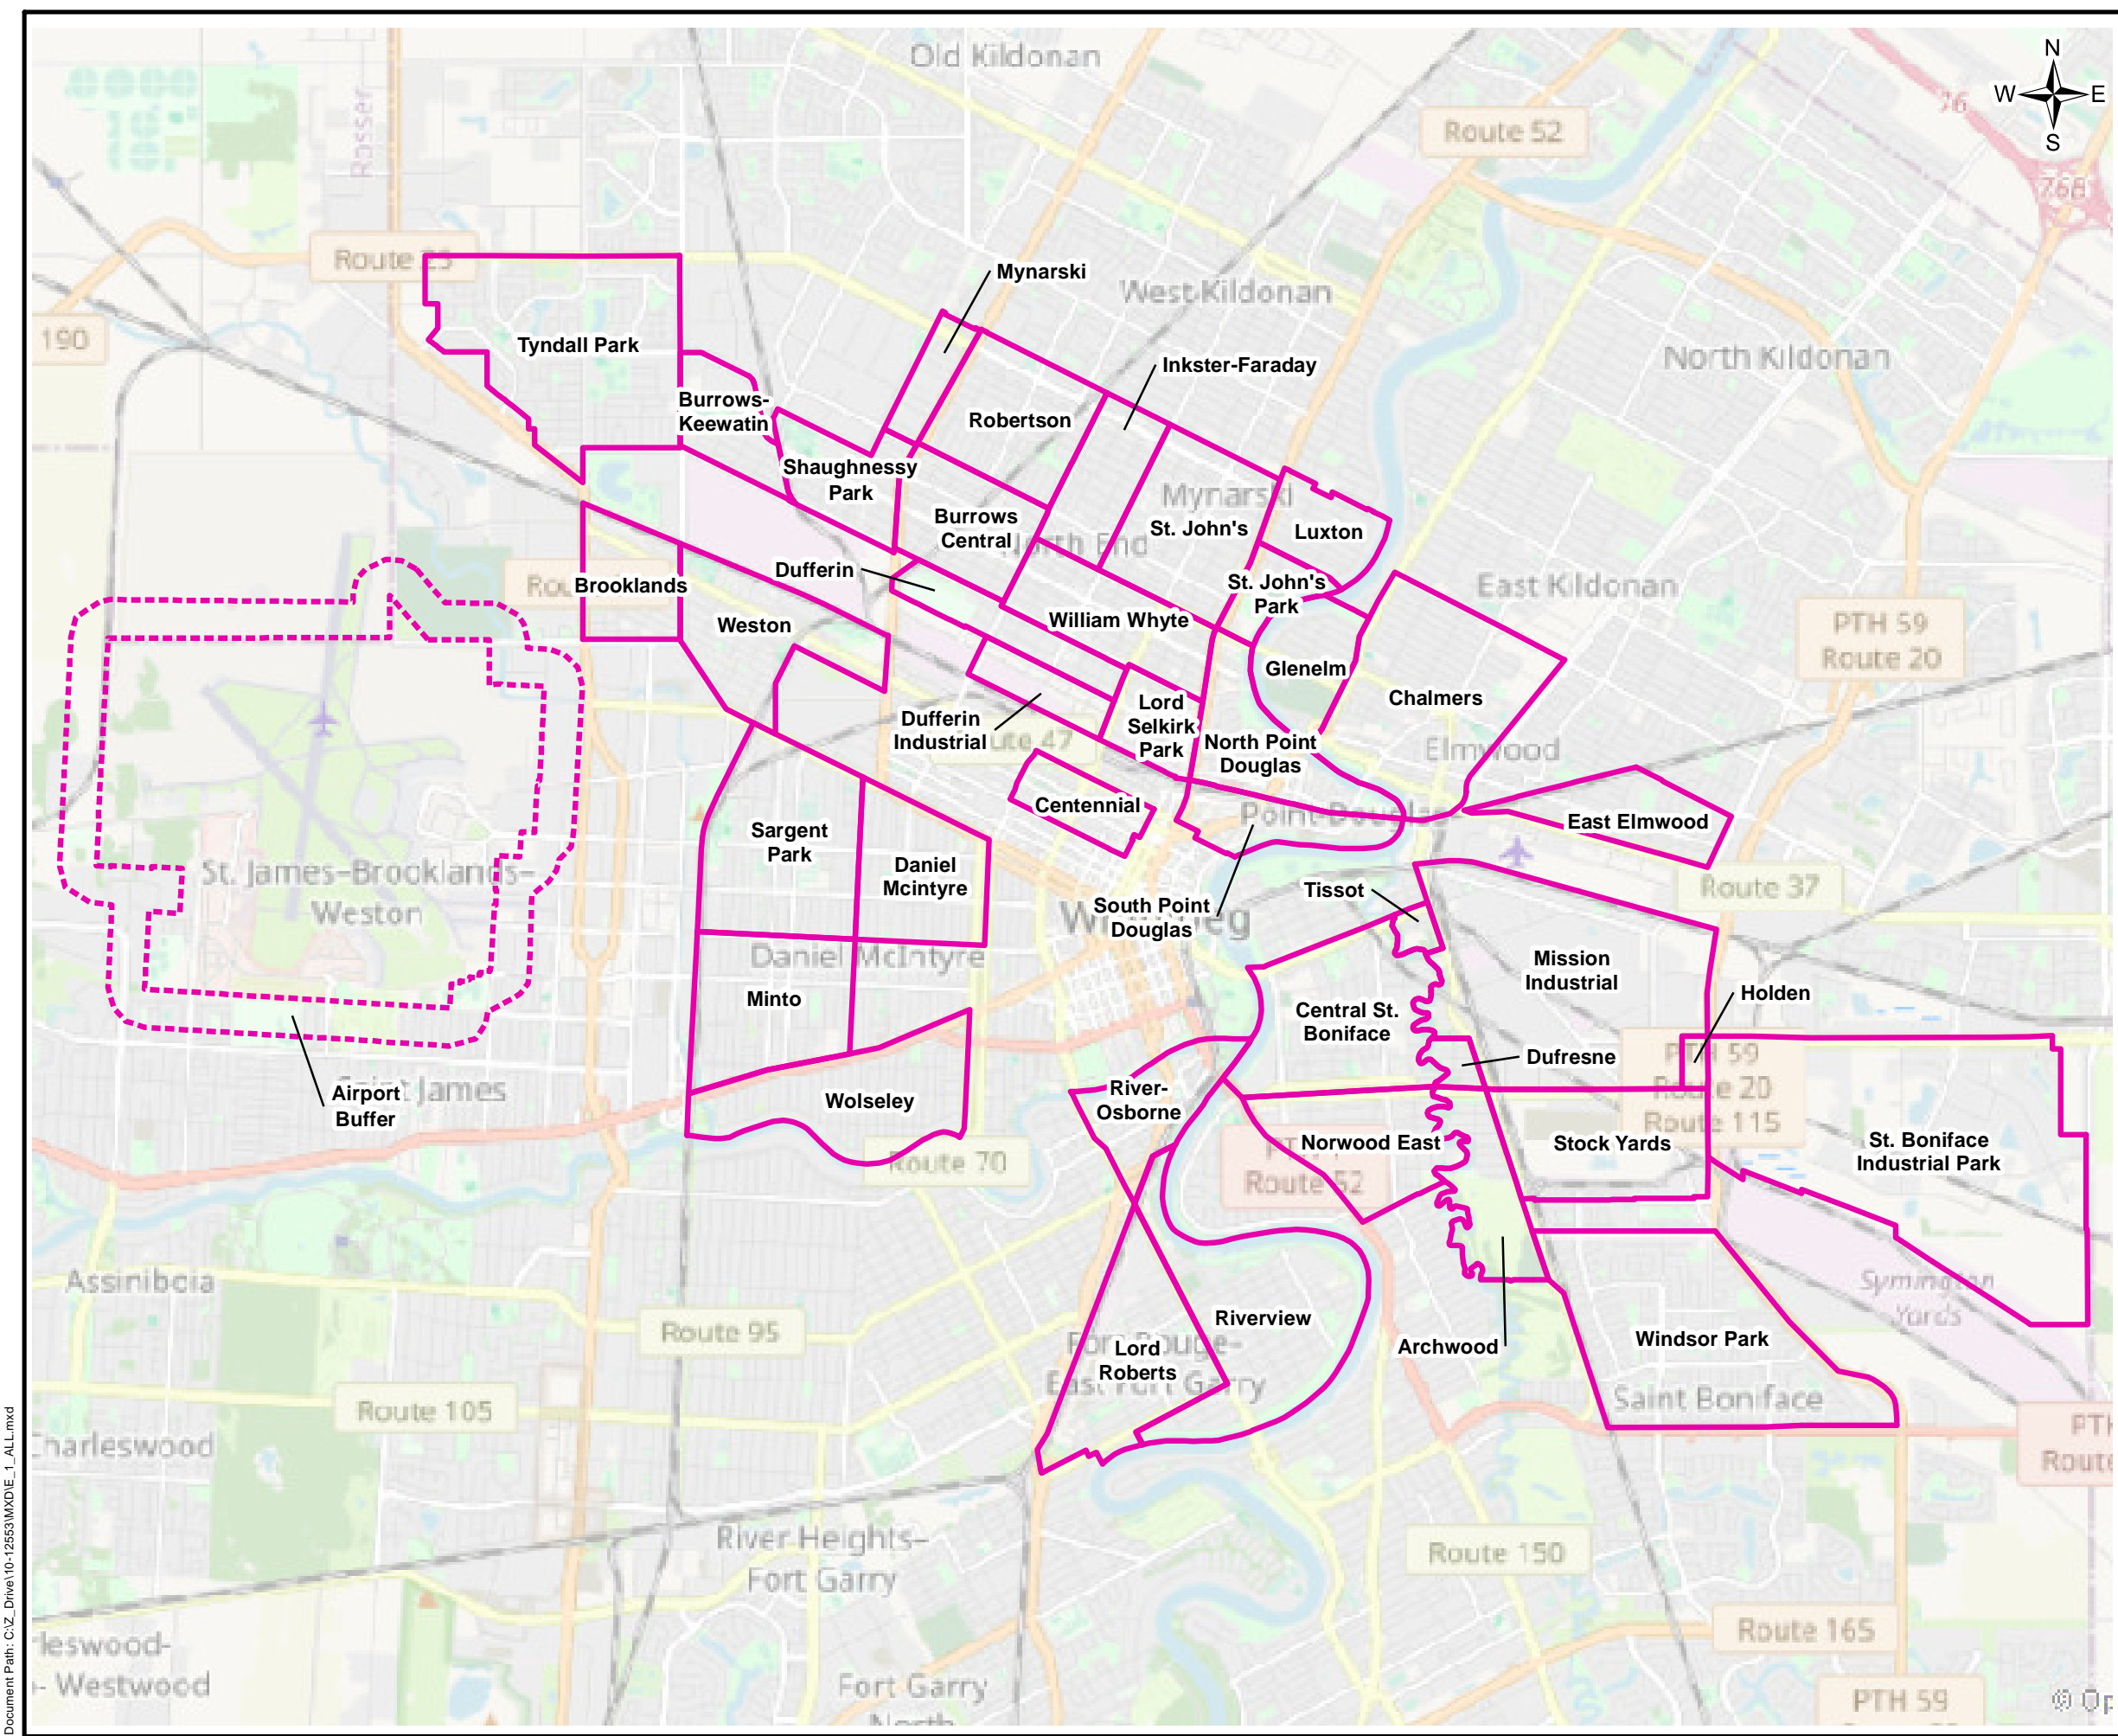 Old Kildonan
N
W E
S
76
Route 52
Rosser
76B
Route 25
Mynarski
West Kildonan
190
Tyndall Park
Inkster-Faraday
North Kildonan
Burrows-
Keewatin
Robertson
Shaughnessy
Park
Mynarski
Burrows
Central
St. John's
Luxton
North End
Dufferin
St. John's
Park
East Kildonan
Brooklands
Weston
William Whyte
PTH 59
Route 20
Glenelm
Chalmers
Lord
Selkirk
Park
Dufferin
Industrial
North Point
Douglas
Elmwood
Centennial
Point Douglas
East Elmwood
Sargent
Park
Daniel
Mcintyre
St. James-Brooklands-
Weston
Route 37
Tissot
South Point
Douglas
Daniel McIntyre
Mission
Industrial
Minto
Holden
Central St.
Boniface
Dufresne
PTH 59
Route 20
Route 115
Airport
Buffer
River-
Osborne
Wolseley
Norwood East
Stock Yards
St. Boniface
Industrial Park
Route 70
Route 52
Assiniboia
Symington
Yards
Riverview
Route 95
Lord
Roberts
Archwood
Windsor Park
East Fort Garry
Saint Boniface
Route 105
Charleswood
PTH
Route
River Heights-
Fort Garry
Route 150
Route 165
- Westwood
Fort Garry
North
PTH 59
© Op
Document Path: C:\Z_Drive\10-12553\MXD\E_1_ALL.mxd